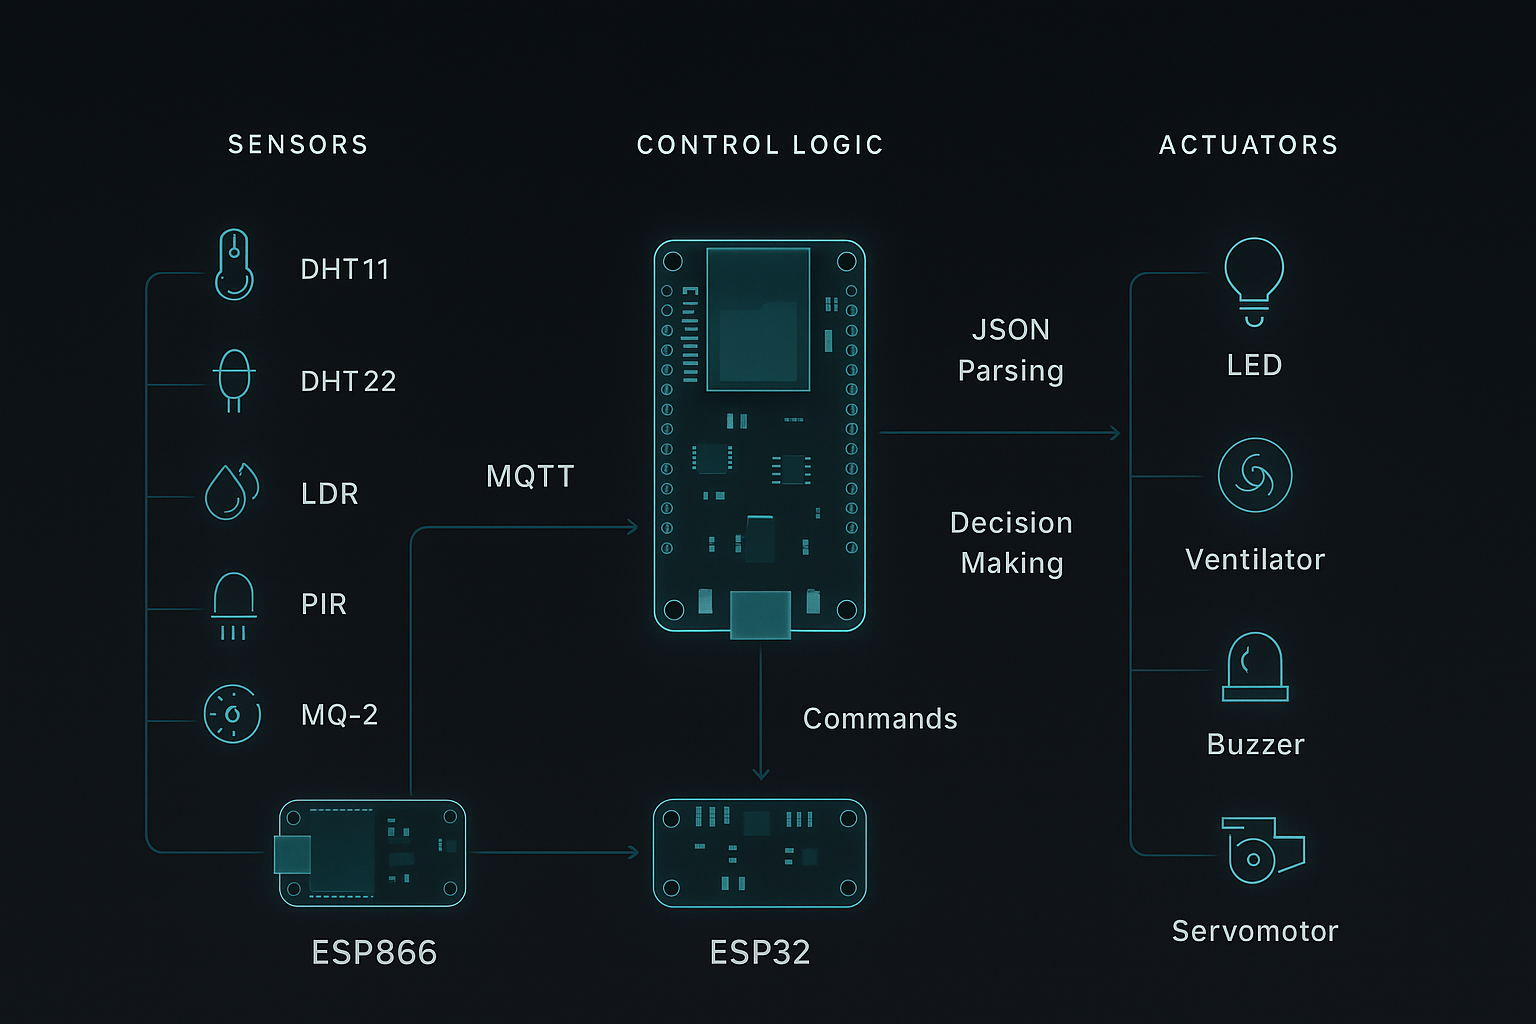 SENSORS
DHT11
DHT22
LDR
PIR
MQ-2
ESP866
MQTT
CONTROL LOGIC
Commands
ESP32
JSON
Parsing
Decision
Making
ACTUATORS
LED
Ventilator
Buzzer
Servomotor